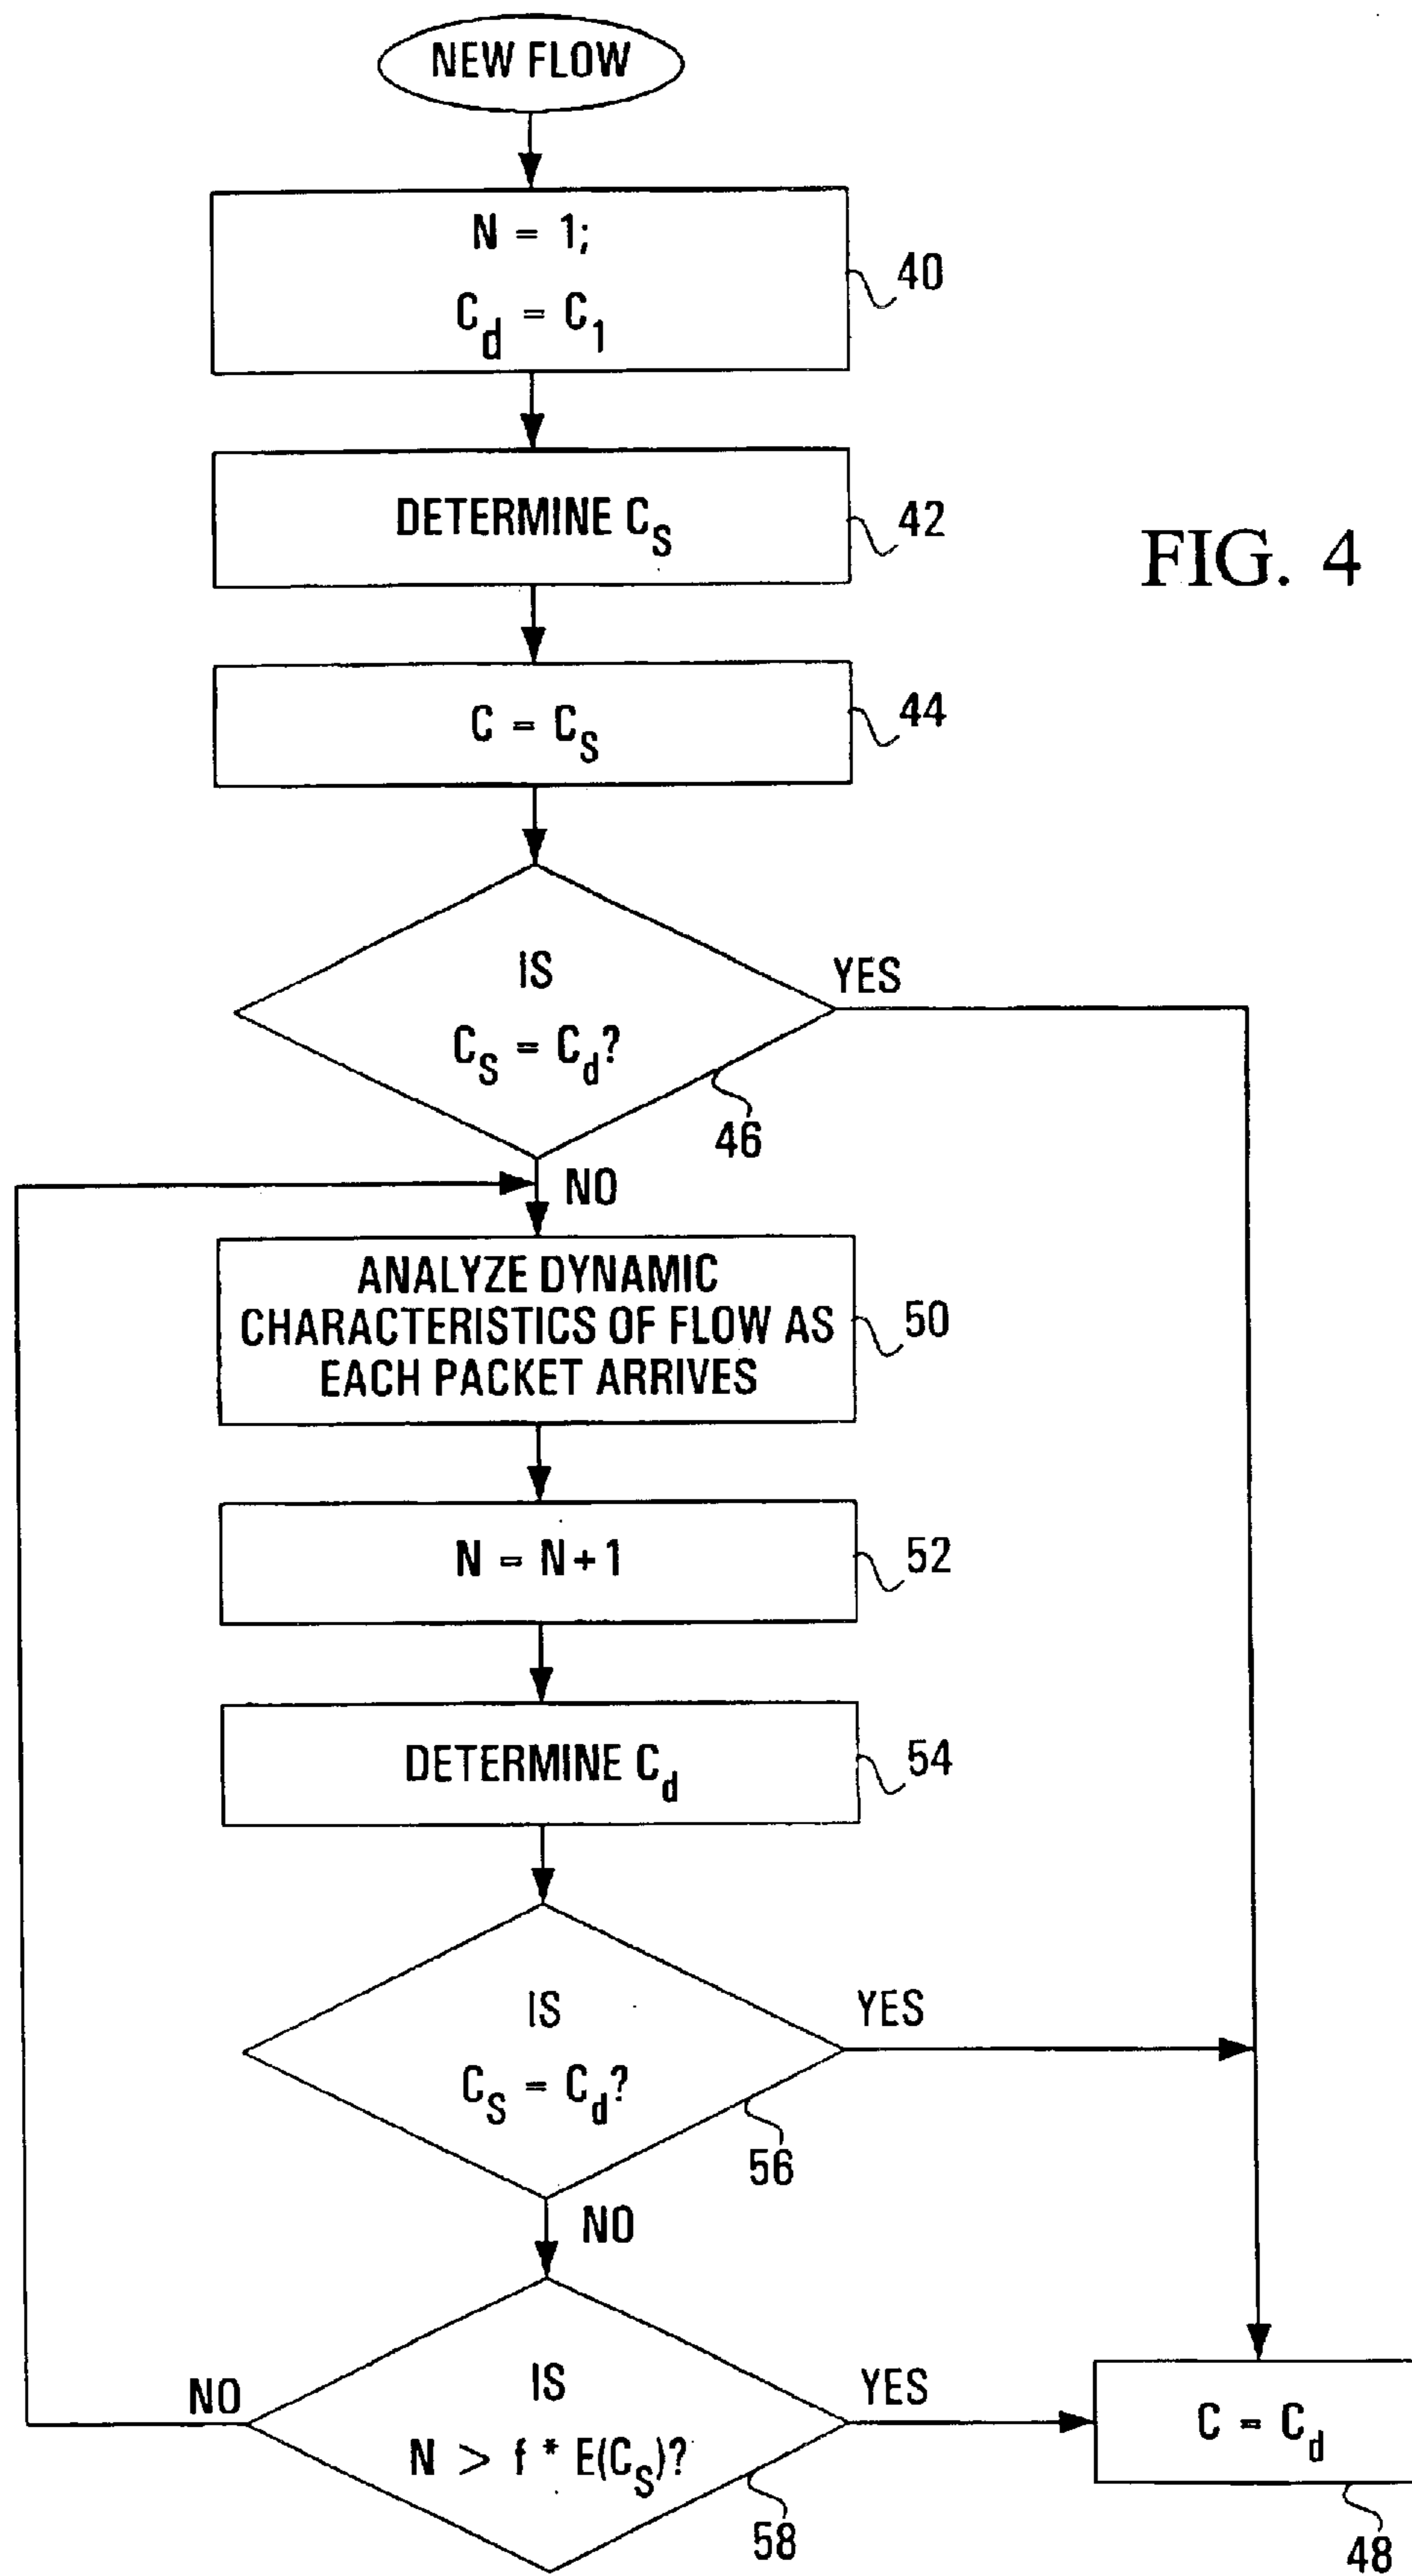 NEW FLOW
N = 1;
C_d = C_1
40
DETERMINE C_S
42
FIG. 4
C = C_S
44
IS
C_S = C_d?
YES
46
NO
ANALYZE DYNAMIC
CHARACTERISTICS OF FLOW AS
EACH PACKET ARRIVES
50
N = N+1
52
DETERMINE C_d
54
IS
C_S = C_d?
YES
56
NO
IS
N > f * E(C_S)?
NO
YES
58
C = C_d
48